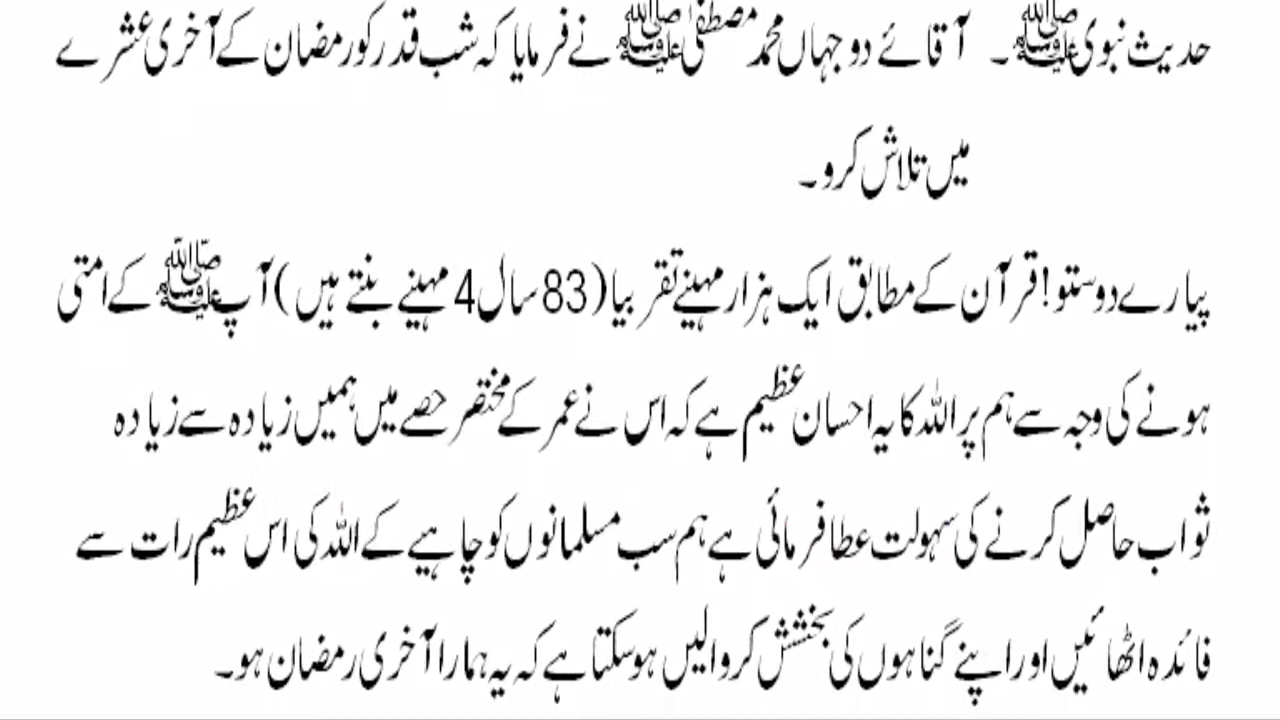 حدیث نبوی ﷺ ۔ آقائے دو جہاں محمد مصطفیٰ ﷺ نے فرمایا کہ شب قدر کو رمضان کے آخری عشرے
میں تلاش کرو ۔
پیارے دوستو! قرآن کے مطابق ایک ہزار مہینے تقریبا (83 سال 4 مہینے بنتے ہیں) آپ ﷺ کے امتی
ہونے کی وجہ سے ہم پر اللہ کا یہ احسان عظیم ہے کہ اس نے عمر کے مختصر حصے میں ہمیں زیادہ سے زیادہ
ثواب حاصل کرنے کی سہولت عطا فرمائی ہے ہم سب مسلمانوں کو چاہیے کے اللہ کی اس عظیم رات سے
فائدہ اٹھائیں اور اپنے گناہوں کی بخشش کروالیں ہو سکتا ہے کہ یہ ہمارا آخری رمضان ہو۔